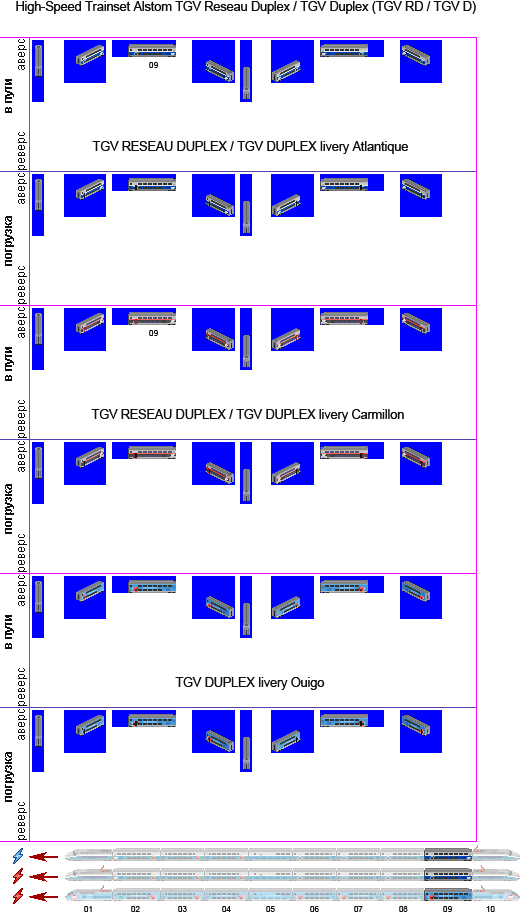 High-Speed Trainset Alstom TGV Reseau Duplex / TGV Duplex (TGV RD / TGV D)
в пути
аверс
реверс
09
TGV RESEAU DUPLEX / TGV DUPLEX livery Atlantique
погрузка
аверс
реверс
в пути
аверс
реверс
09
TGV RESEAU DUPLEX / TGV DUPLEX livery Carmillon
погрузка
аверс
реверс
в пути
аверс
реверс
TGV DUPLEX livery Ouigo
погрузка
аверс
реверс
01 02 03 04 05 06 07 08 09 10